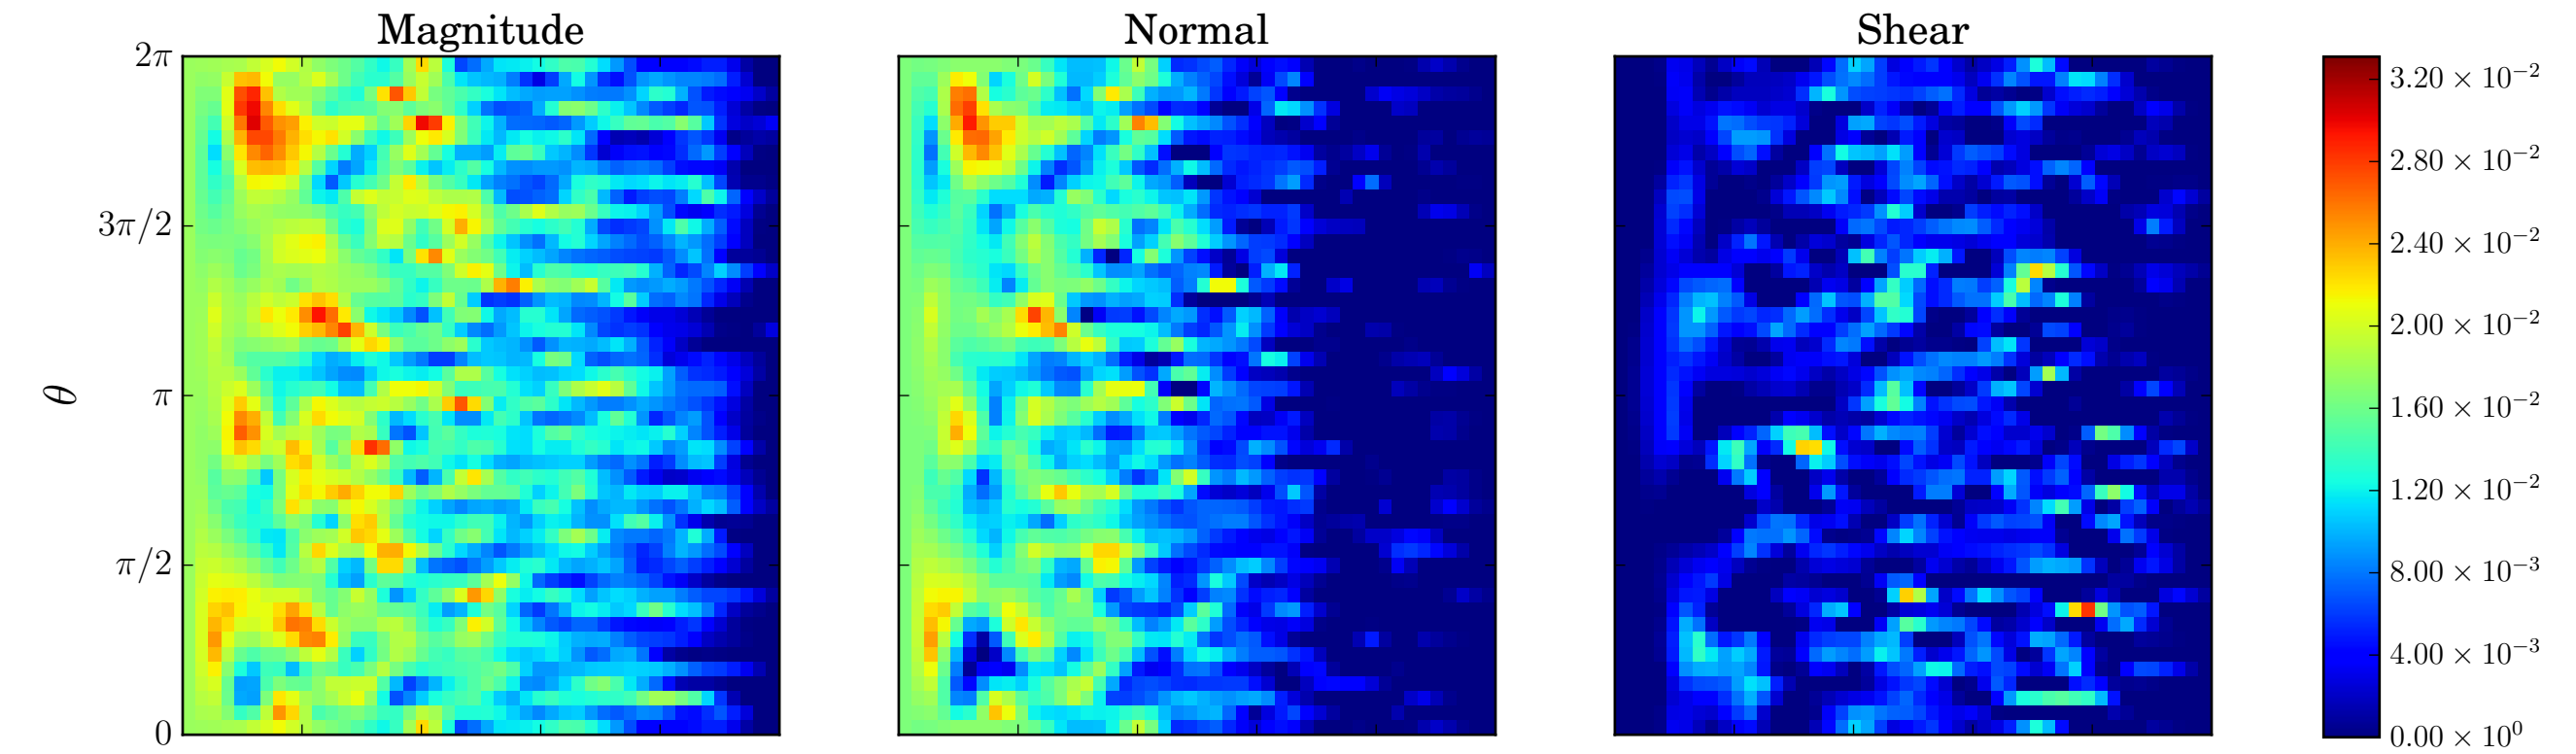 Magnitude
Normal
Shear
2π
3π/2
π
π/2
0
θ
3.20 × 10⁻²
2.80 × 10⁻²
2.40 × 10⁻²
2.00 × 10⁻²
1.60 × 10⁻²
1.20 × 10⁻²
8.00 × 10⁻³
4.00 × 10⁻³
0.00 × 10⁰